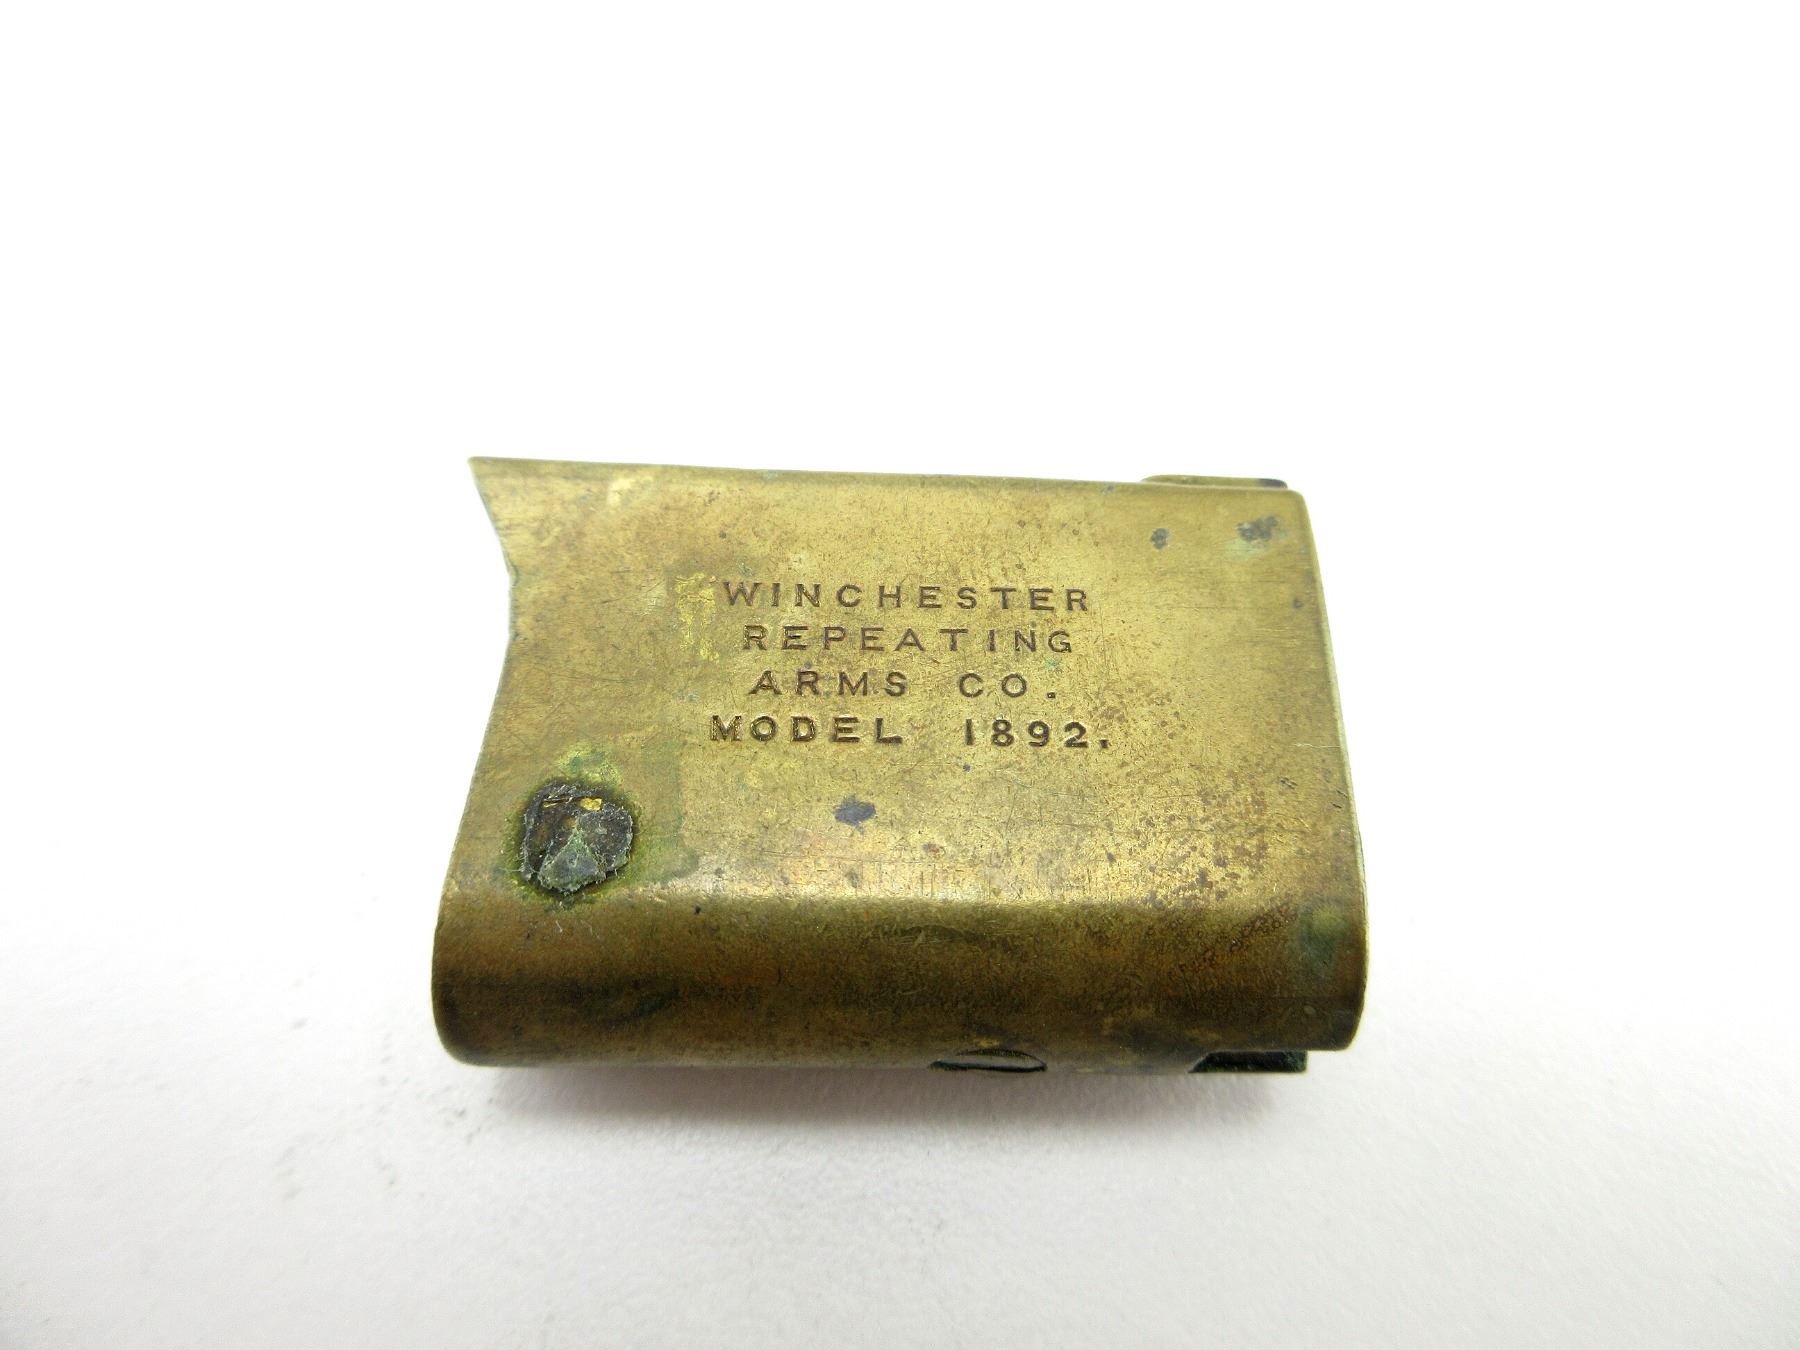 WINCHESTER
REPEATING
ARMS CO.
MODEL 1892.